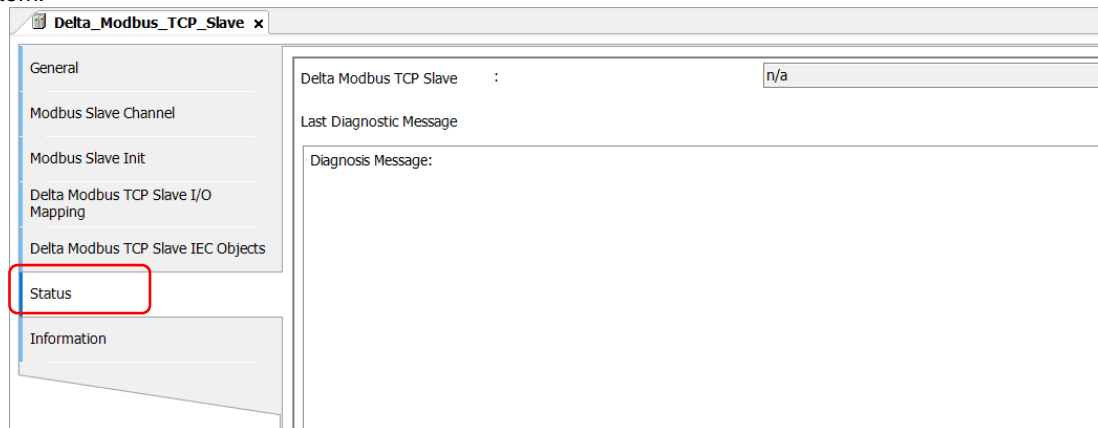 Delta_Modbus_TCP_Slave x
General
Modbus Slave Channel
Modbus Slave Init
Delta Modbus TCP Slave I/O
Mapping
Delta Modbus TCP Slave IEC Objects
Status
Information
Delta Modbus TCP Slave : n/a
Last Diagnostic Message
Diagnosis Message: